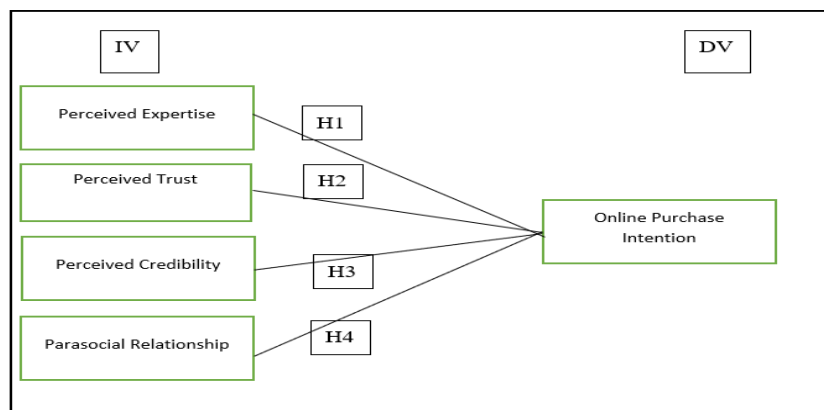 IV
DV
Perceived Expertise
H1
Perceived Trust
H2
Online Purchase
Intention
Perceived Credibility
H3
Parasocial Relationship
H4